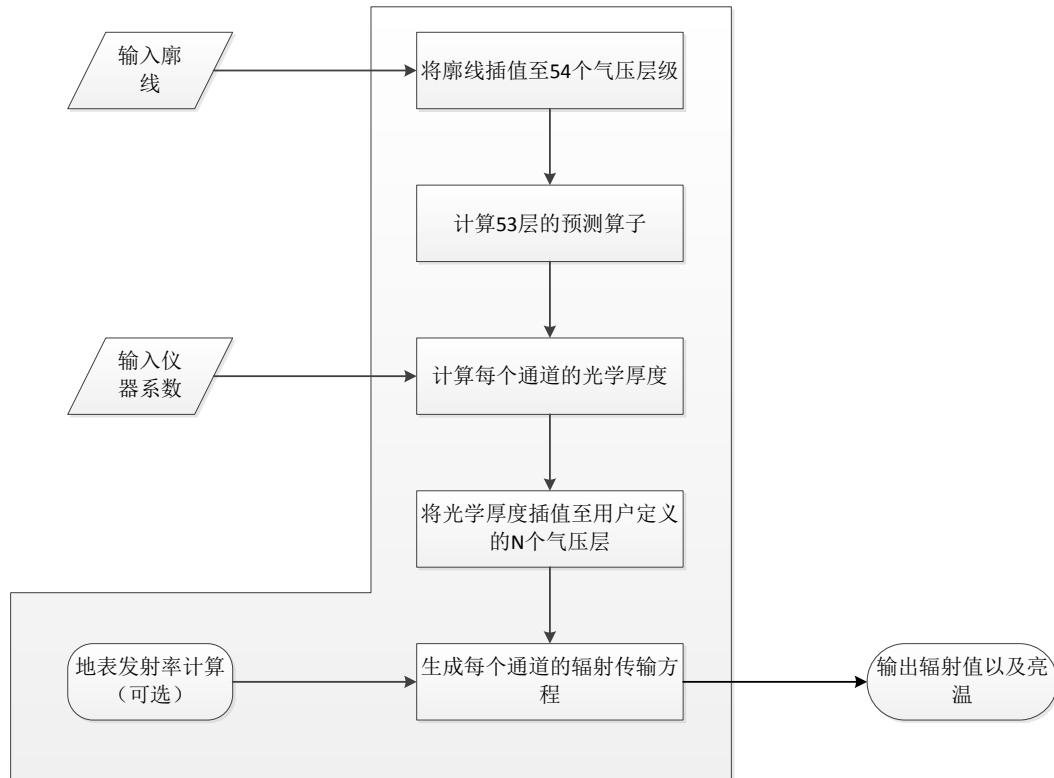 输入廓
线
将廓线插值至54个气压层级
计算53层的预测算子
输入仪
器系数
计算每个通道的光学厚度
将光学厚度插值至用户定义
的N个气压层
地表发射率计算
（可选）
生成每个通道的辐射传输方
程
输出辐射值以及亮
温